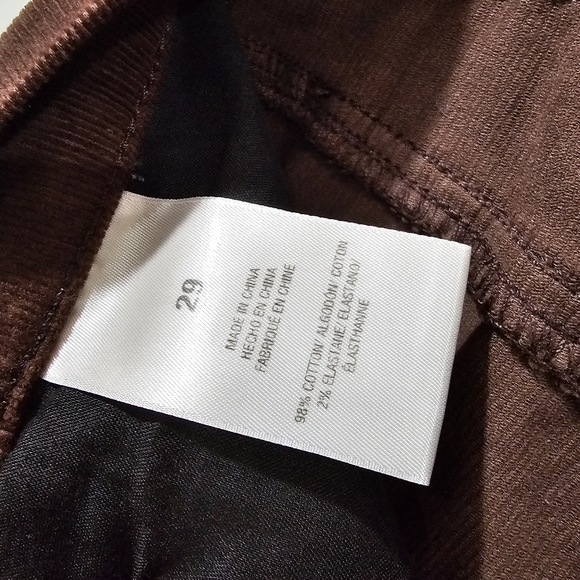 29
MADE IN CHINA
HECHO EN CHINA
FABRIQUÉ EN CHINE
98% COTTON/ ALGODÓN/ COTON
2% ELASTANE/ ELASTANO/
ÉLASTHANNE